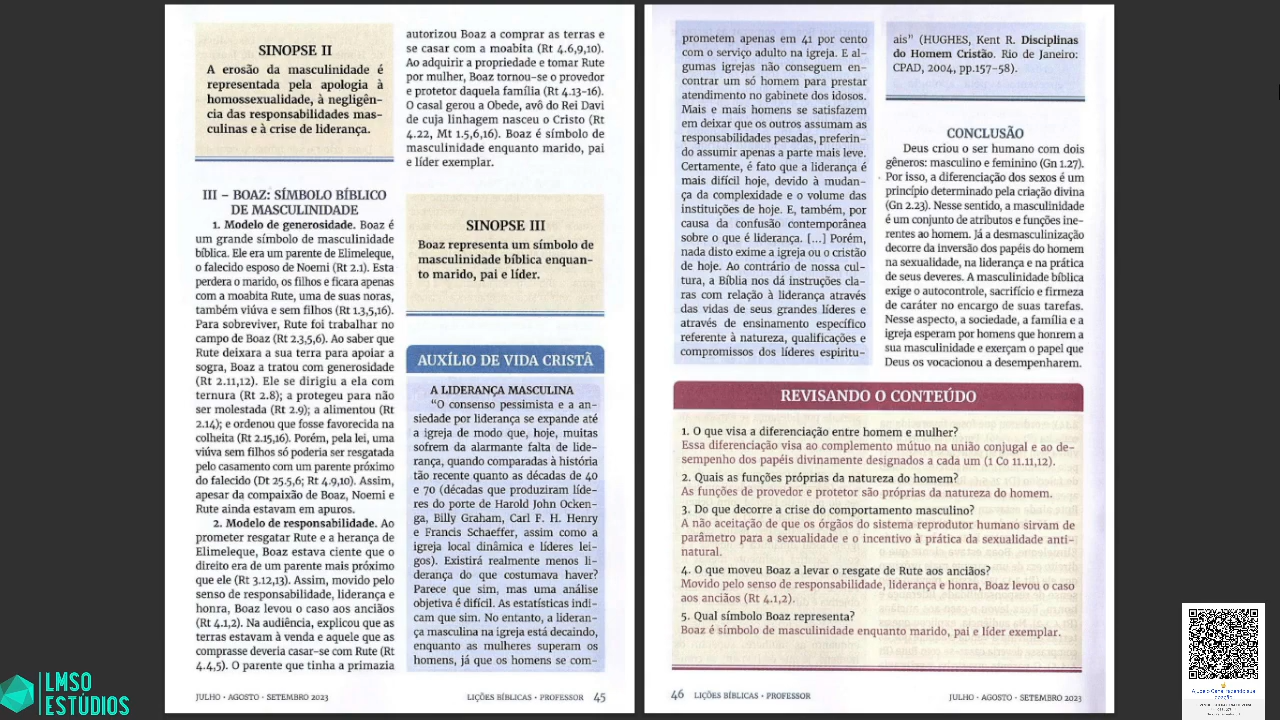 SINOPSE II
A erosão da masculinidade é
representada pela apologia à
homossexualidade, à negligên-
cia das responsabilidades mas-
culinas e à crise de liderança.
III – BOAZ: SÍMBOLO BÍBLICO
DE MASCULINIDADE
1. Modelo de generosidade. Boaz é
um grande símbolo de masculinidade
bíblica. Ele era um parente de Elimeleque,
o falecido esposo de Noemi (Rt 2.1). Esta
perdera o marido, os filhos e ficara apenas
com a moabita Rute, uma de suas noras,
também viúva e sem filhos (Rt 1.3,5,16).
Para sobreviver, Rute foi trabalhar no
campo de Boaz (Rt 2.3,5,6). Ao saber que
Rute deixara a sua terra para apoiar a
sogra, Boaz a tratou com generosidade
(Rt 2.11,12). Ele se dirigiu a ela com
ternura (Rt 2.8); a protegeu para não
ser molestada (Rt 2.9); a alimentou (Rt
2.14); e ordenou que fosse favorecida na
colheita (Rt 2.15,16). Porém, pela lei, uma
viúva sem filhos só poderia ser resgatada
pelo casamento com um parente próximo
do falecido (Dt 25.5,6; Rt 4.9,10). Assim,
apesar da compaixão de Boaz, Noemi e
Rute ainda estavam em apuros.
2. Modelo de responsabilidade. Ao
prometer resgatar Rute e a herança de
Elimeleque, Boaz estava ciente que o
direito era de um parente mais próximo
que ele (Rt 3.12,13). Assim, movido pelo
senso de responsabilidade, liderança e
honra, Boaz levou o caso aos anciãos
(Rt 4.1,2). Na audiência, explicou que as
terras estavam à venda e aquele que as
comprasse deveria casar-se com Rute (Rt
4.4,5). O parente que tinha a primazia
autorizou Boaz a comprar as terras e
se casar com a moabita (Rt 4.6,9,10).
Ao adquirir a propriedade e tomar Rute
por mulher, Boaz tornou-se o provedor
e protetor daquela família (Rt 4.13-16).
O casal gerou a Obede, avô do Rei Davi
de cuja linhagem nasceu o Cristo (Rt
4.22, Mt 1.5,6,16). Boaz é símbolo de
masculinidade enquanto marido, pai
e líder exemplar.
SINOPSE III
Boaz representa um símbolo de
masculinidade bíblica enquan-
to marido, pai e líder.
AUXÍLIO DE VIDA CRISTÃ
A LIDERANÇA MASCULINA
“O consenso pessimista e a an-
siedade por liderança se expande até
a igreja de modo que, hoje, muitas
sofrem da alarmante falta de lide-
rança, quando comparadas à história
tão recente quanto as décadas de 40
e 70 (décadas que produziram líde-
res do porte de Harold John Ocken-
ga, Billy Graham, Carl F. H. Henry
e Francis Schaeffer, assim como a
igreja local dinâmica e líderes lei-
gos). Existirá realmente menos li-
derança do que costumava haver?
Parece que sim, mas uma análise
objetiva é difícil. As estatísticas indi-
cam que sim. No entanto, a lideran-
ça masculina na igreja está decaindo,
enquanto as mulheres superam os
homens, já que os homens se com-
JULHO • AGOSTO • SETEMBRO 2023
LIÇÕES BÍBLICAS • PROFESSOR 45
prometem apenas em 41 por cento
com o serviço adulto na igreja. E al-
gumas igrejas não conseguem en-
contrar um só homem para prestar
atendimento no gabinete dos idosos.
Mais e mais homens se satisfazem
em deixar que os outros assumam as
responsabilidades pesadas, preferin-
do assumir apenas a parte mais leve.
Certamente, é fato que a liderança é
mais difícil hoje, devido à mudan-
ça da complexidade e o volume das
instituições de hoje. E, também, por
causa da confusão contemporânea
sobre o que é liderança. [...] Porém,
nada disto exime a igreja ou o cristão
de hoje. Ao contrário de nossa cul-
tura, a Bíblia nos dá instruções cla-
ras com relação à liderança através
das vidas de seus grandes líderes e
através de ensinamento específico
referente à natureza, qualificações e
compromissos dos líderes espiritu-
ais” (HUGHES, Kent R. Disciplinas
do Homem Cristão. Rio de Janeiro:
CPAD, 2004, pp.157-58).
CONCLUSÃO
Deus criou o ser humano com dois
gêneros: masculino e feminino (Gn 1.27).
Por isso, a diferenciação dos sexos é um
princípio determinado pela criação divina
(Gn 2.23). Nesse sentido, a masculinidade
é um conjunto de atributos e funções ine-
rentes ao homem. Já a desmasculinização
decorre da inversão dos papéis do homem
na sexualidade, na liderança e na prática
de seus deveres. A masculinidade bíblica
exige o autocontrole, sacrifício e firmeza
de caráter no encargo de suas tarefas.
Nesse aspecto, a sociedade, a família e a
igreja esperam por homens que honrem a
sua masculinidade e exerçam o papel que
Deus os vocacionou a desempenharem.
REVISANDO O CONTEÚDO
1. O que visa a diferenciação entre homem e mulher?
Essa diferenciação visa ao complemento mútuo na união conjugal e ao de-
sempenho dos papéis divinamente designados a cada um (1 Co 11.11,12).
2. Quais as funções próprias da natureza do homem?
As funções de provedor e protetor são próprias da natureza do homem.
3. Do que decorre a crise do comportamento masculino?
A não aceitação de que os órgãos do sistema reprodutor humano sirvam de
parâmetro para a sexualidade e o incentivo à prática da sexualidade anti-
natural.
4. O que moveu Boaz a levar o resgate de Rute aos anciãos?
Movido pelo senso de responsabilidade, liderança e honra, Boaz levou o caso
aos anciãos (Rt 4.1,2).
5. Qual símbolo Boaz representa?
Boaz é símbolo de masculinidade enquanto marido, pai e líder exemplar.
46 LIÇÕES BÍBLICAS • PROFESSOR
JULHO • AGOSTO • SETEMBRO 2023
LMSO
ESTUDIOS